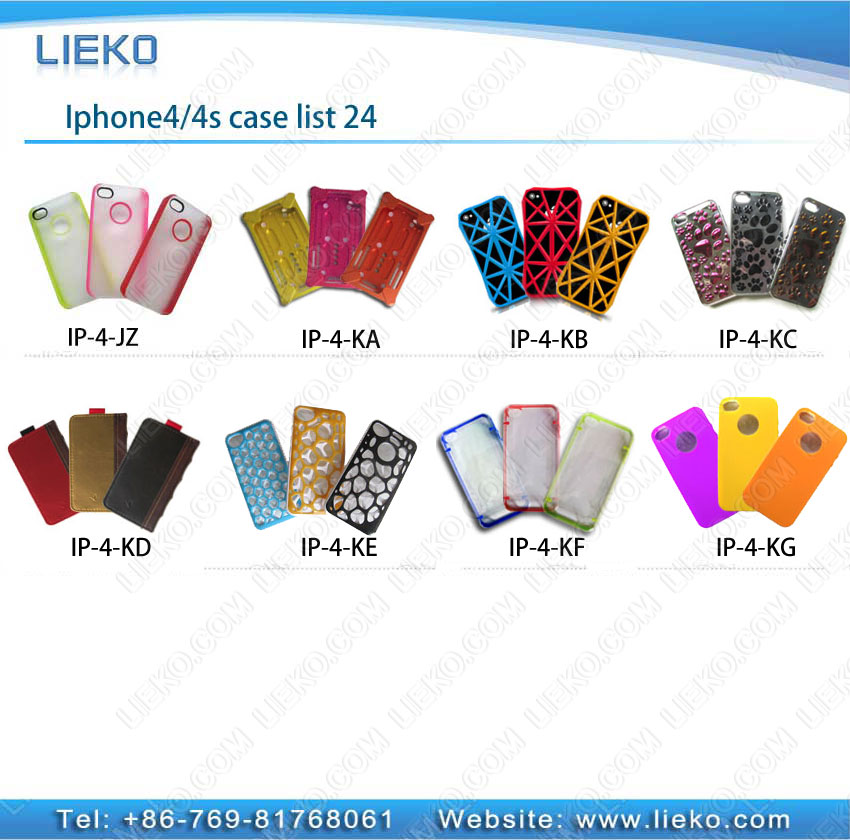 LIEKO
Iphone4/4s case list 24
IP-4-JZ
IP-4-KA
IP-4-KB
IP-4-KC
IP-4-KD
IP-4-KE
IP-4-KF
IP-4-KG
LIEKO.COM
Tel: +86-769-81768061 Website: www.lieko.com